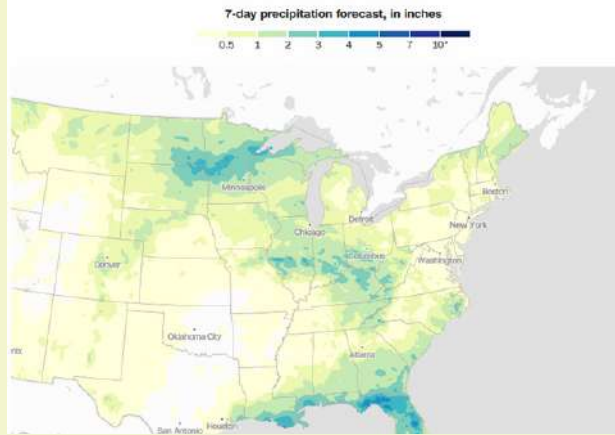 7-day precipitation forecast, in inches
0.5 1 2 3 4 5 7 10"
Minneapolis
Boston
Detroit
New York
Chicago
Columbus
Denver
Washington
Oklahoma City
Atlanta
San Antonio
Houston